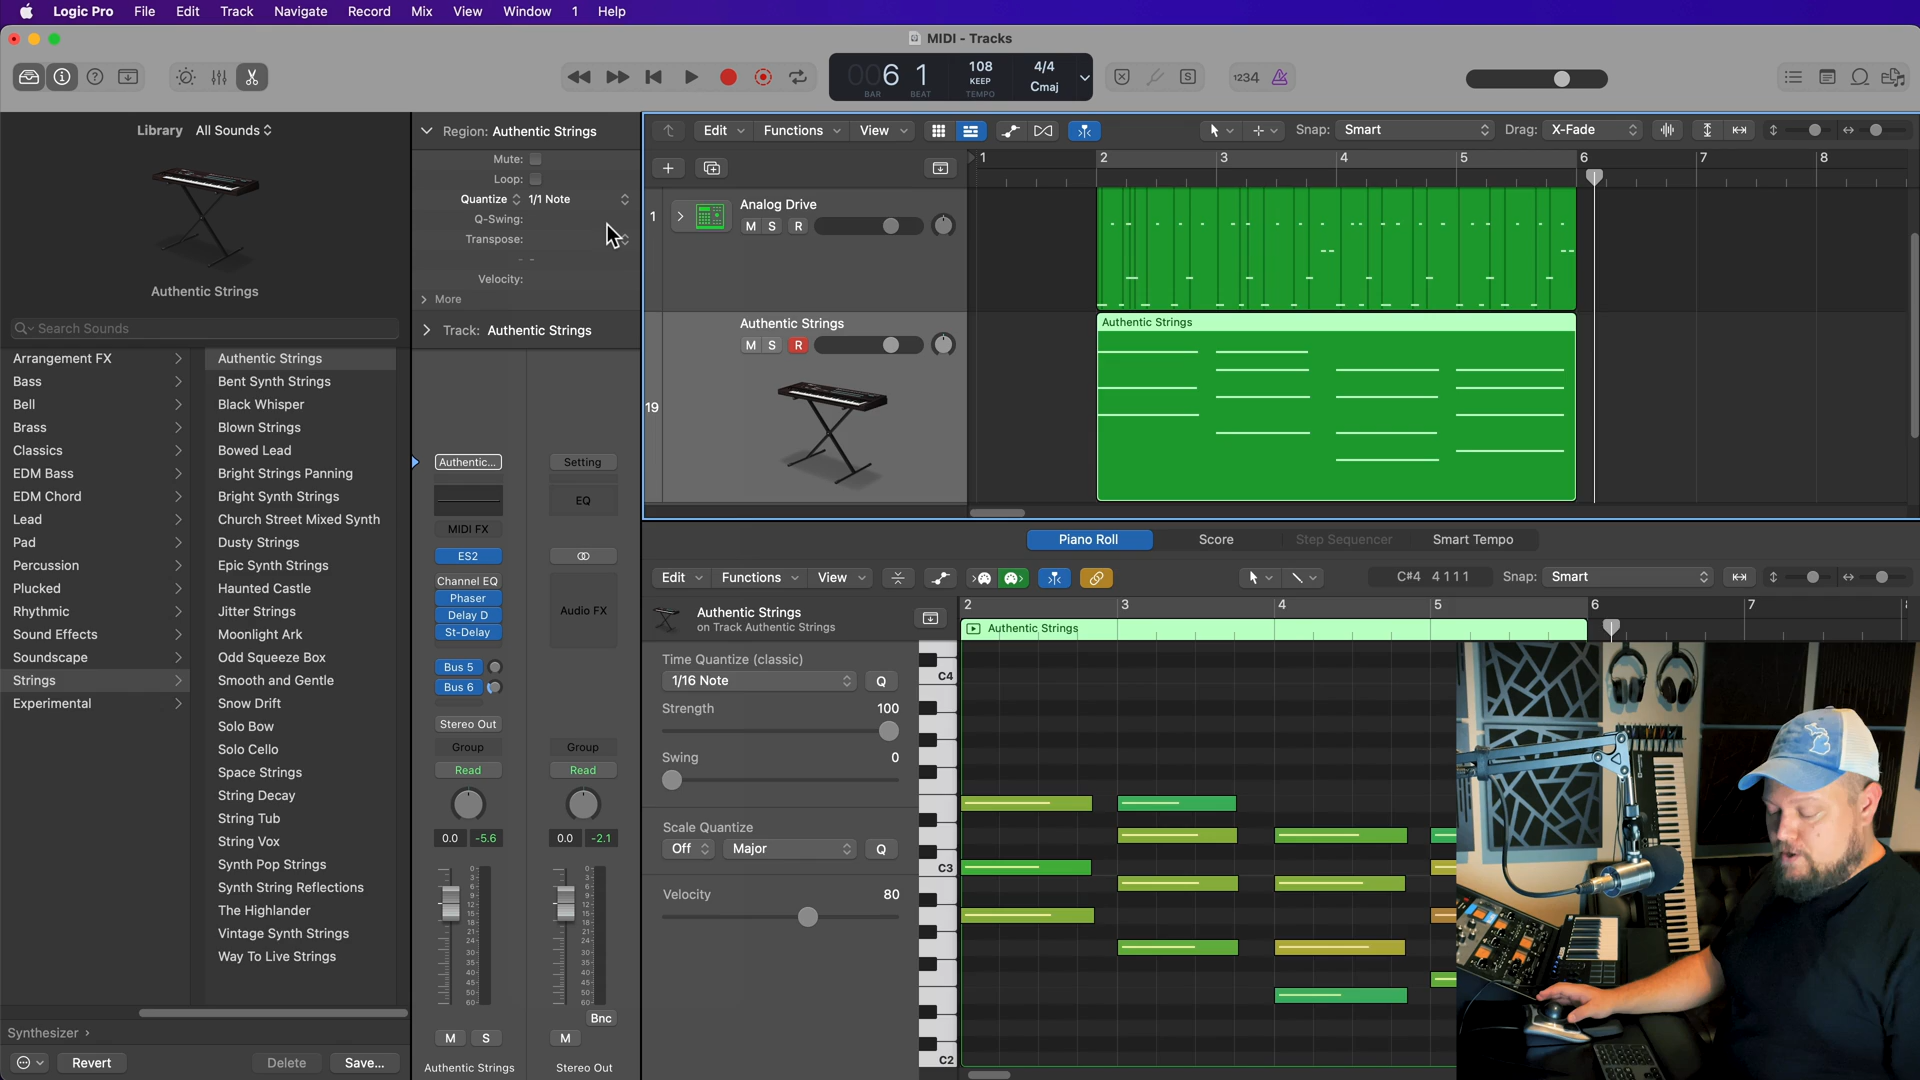 Logic Pro File Edit Track Navigate Record Mix View Window 1 Help
MIDI - Tracks
006 1 108 4/4
KEEP Cmaj
BAR BEAT TEMPO
S 1234
Library All Sounds
Authentic Strings
Search Sounds
Arrangement FX
Bass
Bell
Brass
Classics
EDM Bass
EDM Chord
Lead
Pad
Percussion
Plucked
Rhythmic
Sound Effects
Soundscape
Strings
Experimental
Authentic Strings
Bent Synth Strings
Black Whisper
Blown Strings
Bowed Lead
Bright Strings Panning
Bright Synth Strings
Church Street Mixed Synth
Dusty Strings
Epic Synth Strings
Haunted Castle
Jitter Strings
Moonlight Ark
Odd Squeeze Box
Smooth and Gentle
Snow Drift
Solo Bow
Solo Cello
Space Strings
String Decay
String Tub
String Vox
Synth Pop Strings
Synth String Reflections
The Highlander
Vintage Synth Strings
Way To Live Strings
Synthesizer
Revert Delete Save...
Region: Authentic Strings
Mute:
Loop:
Quantize 1/1 Note
Q-Swing:
Transpose:
Velocity:
More
Track: Authentic Strings
Authentic... Setting
EQ
MIDI FX
ES2
Channel EQ
Phaser
Delay D
St-Delay
Audio FX
Bus 5
Bus 6
Stereo Out
Group Group
Read Read
0.0 -5.6 0.0 -2.1
Bnc
M S M
Authentic Strings Stereo Out
Edit Functions View Snap: Smart Drag: X-Fade
1 2 3 4 5 6 7 8
1 Analog Drive
M S R
Authentic Strings
M S R
19
Authentic Strings
Piano Roll Score Step Sequencer Smart Tempo
Edit Functions View C#4 4 1 1 1 Snap: Smart
Authentic Strings
on Track Authentic Strings
2 3 4 5 6 7
Authentic Strings
Time Quantize (classic)
1/16 Note Q
Strength 100
Swing 0
Scale Quantize
Off Major Q
Velocity 80
C4
C3
C2